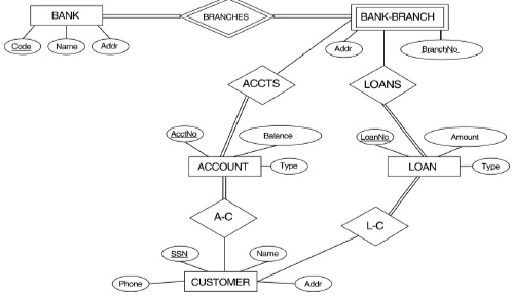 BANK
BRANCHIES
BANK-BRANCH
Code
Name
Addr
Addr
BranchNo
ACCTS
LOANS
AcctNo
Balance
LoanNo
Amount
ACCOUNT
Type
LOAN
Type
A-C
L-C
SSN
Name
Phone
CUSTOMER
Addr